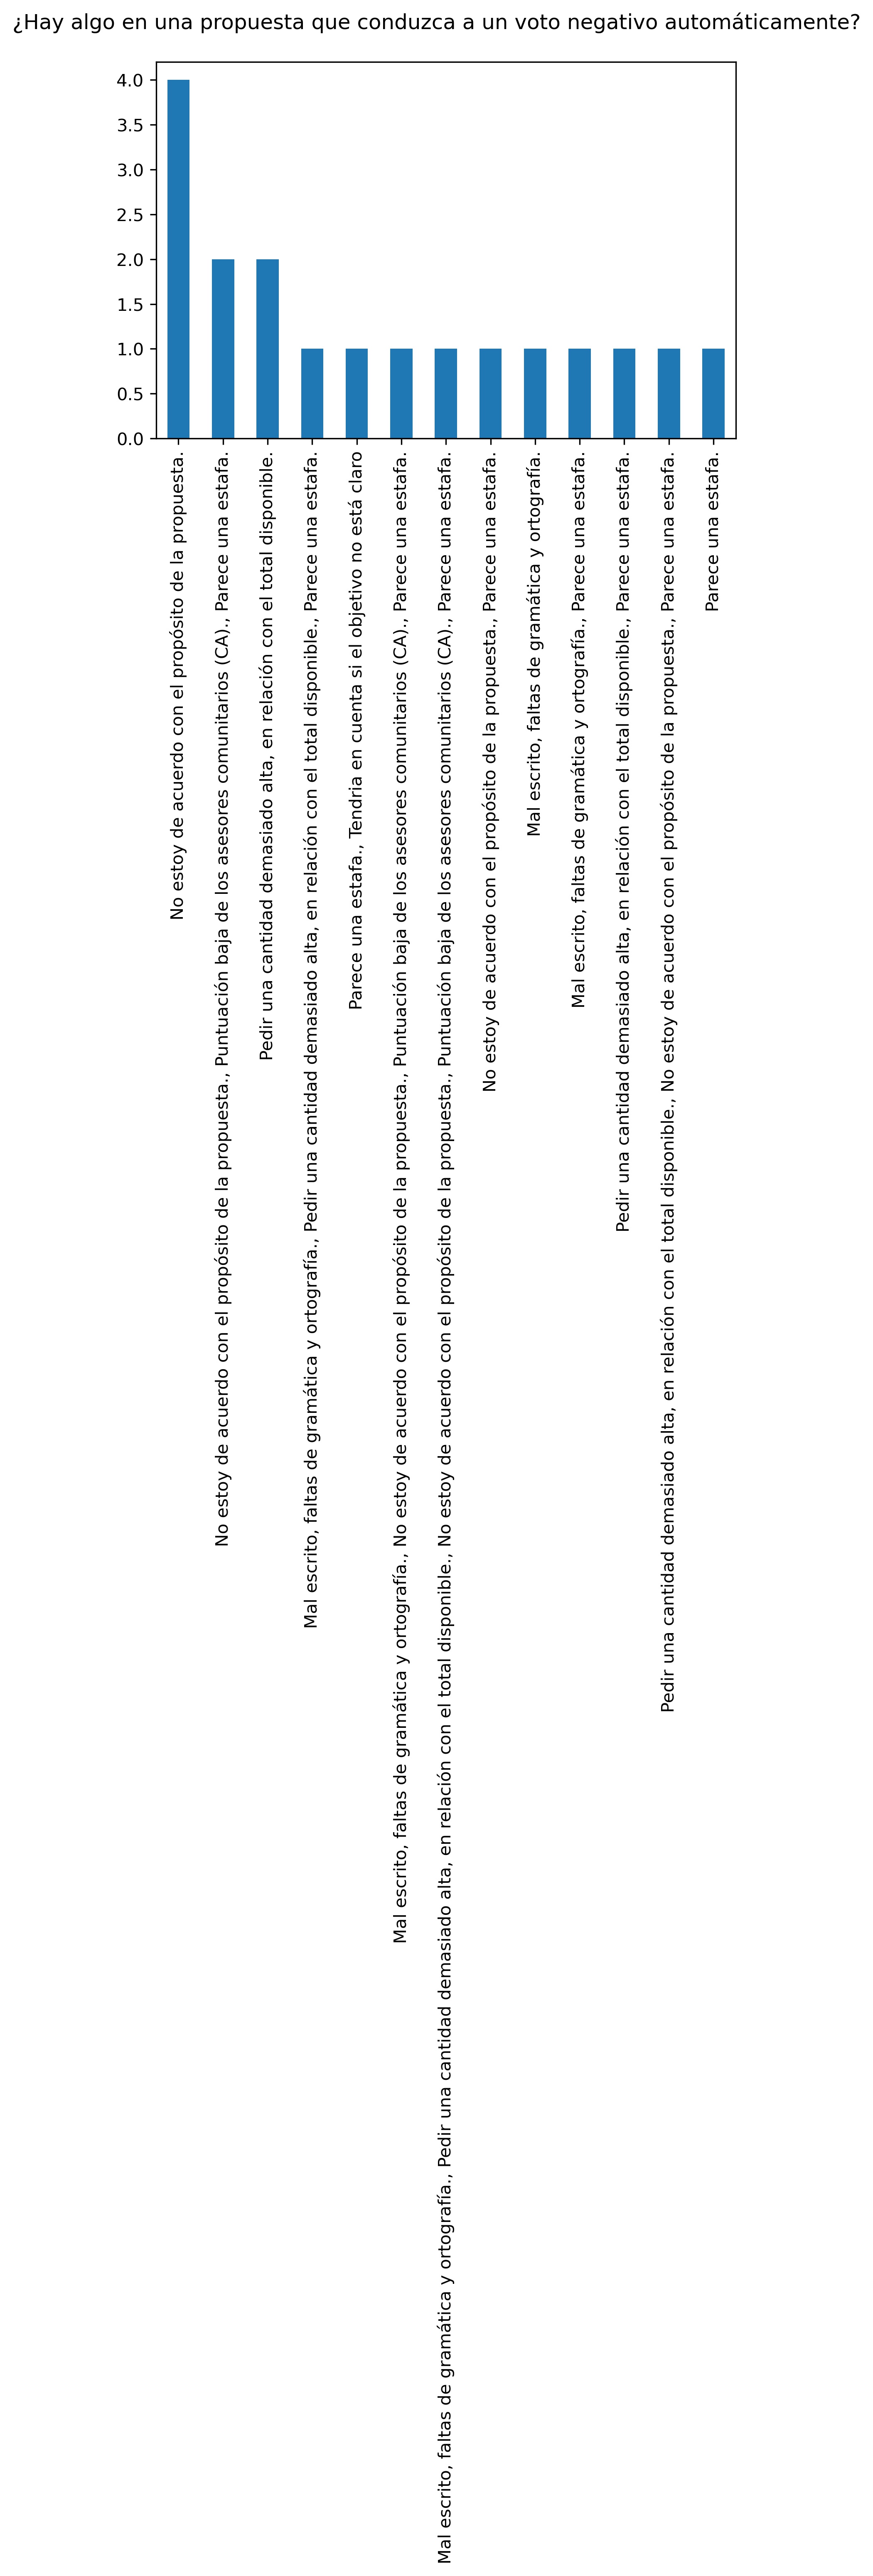 ¿Hay algo en una propuesta que conduzca a un voto negativo automáticamente?
4.0
3.5
3.0
2.5
2.0
1.5
1.0
0.5
0.0
No estoy de acuerdo con el propósito de la propuesta.
No estoy de acuerdo con el propósito de la propuesta., Puntuación baja de los asesores comunitarios (CA)., Parece una estafa.
Pedir una cantidad demasiado alta, en relación con el total disponible.
Mal escrito, faltas de gramática y ortografía., Pedir una cantidad demasiado alta, en relación con el total disponible., Parece una estafa.
Parece una estafa., Tendria en cuenta si el objetivo no está claro
Mal escrito, faltas de gramática y ortografía., No estoy de acuerdo con el propósito de la propuesta., Puntuación baja de los asesores comunitarios (CA)., Parece una estafa.
Mal escrito, faltas de gramática y ortografía., Pedir una cantidad demasiado alta, en relación con el total disponible., No estoy de acuerdo con el propósito de la propuesta., Puntuación baja de los asesores comunitarios (CA)., Parece una estafa.
No estoy de acuerdo con el propósito de la propuesta., Parece una estafa.
Mal escrito, faltas de gramática y ortografía.
Mal escrito, faltas de gramática y ortografía., Parece una estafa.
Pedir una cantidad demasiado alta, en relación con el total disponible., Parece una estafa.
Pedir una cantidad demasiado alta, en relación con el total disponible., No estoy de acuerdo con el propósito de la propuesta., Parece una estafa.
Parece una estafa.